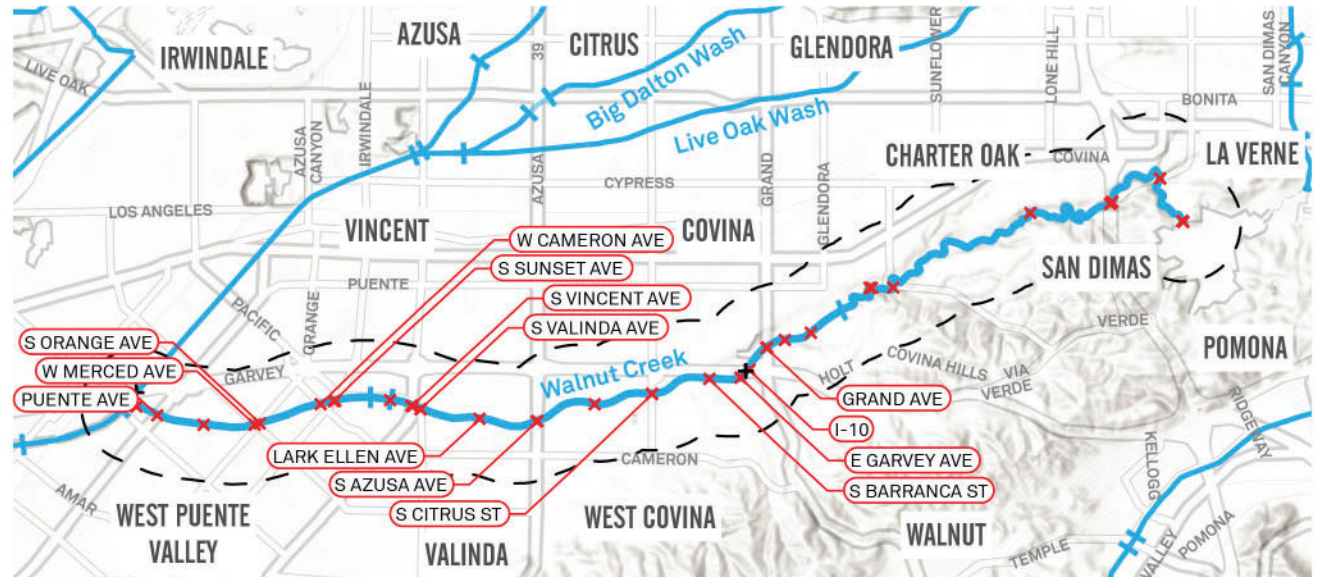 AZUSA
CITRUS
GLENDORA
IRWINDALE
39
SUNFLOWER
LONE HILL
SAN DIMAS
CANYON
LIVE OAK
Big Dalton Wash
BONITA
Live Oak Wash
AZUSA
CANYON
IRWINDALE
CHARTER OAK
COVINA
LA VERNE
AZUSA
CYPRESS
GRAND
GLENDORA
LOS ANGELES
VINCENT
W CAMERON AVE
COVINA
S SUNSET AVE
SAN DIMAS
PUENTE
S VINCENT AVE
PACIFIC
ORANGE
S VALINDA AVE
VERDE
S ORANGE AVE
W MERCED AVE
GARVEY
Walnut Creek
HOLT
COVINA HILLS
VIA
VERDE
POMONA
PUENTE AVE
GRAND AVE
RIDGEWAY
I-10
LARK ELLEN AVE
CAMERON
E GARVEY AVE
KELLOGG
S AZUSA AVE
S BARRANCA ST
AMAR
S CITRUS ST
WEST PUENTE
VALLEY
WEST COVINA
WALNUT
VALINDA
TEMPLE
VALLEY
POMONA